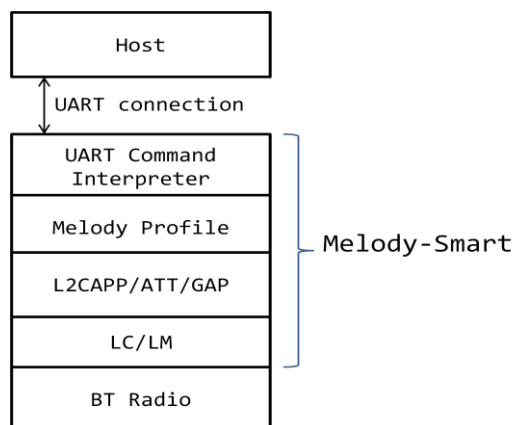 Host
UART connection
UART Command
Interpreter
Melody Profile
Melody-Smart
L2CAPP/ATT/GAP
LC/LM
BT Radio